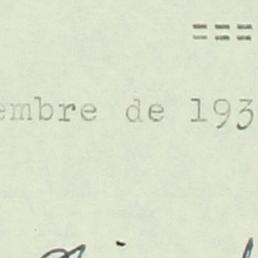 ===
embre de 193